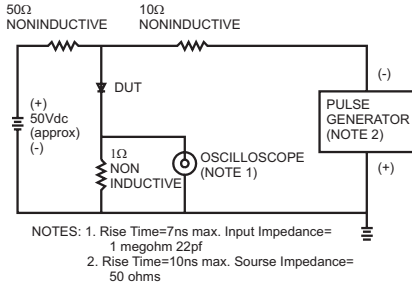 50Ω
NONINDUCTIVE
10Ω
NONINDUCTIVE
(+)
50Vdc
(approx)
(-)
DUT
1Ω
NON
INDUCTIVE
OSCILLOSCOPE
(NOTE 1)
(-)
PULSE
GENERATOR
(NOTE 2)
(+)
NOTES: 1. Rise Time=7ns max. Input Impedance=
1 megohm 22pf
2. Rise Time=10ns max. Sourse Impedance=
50 ohms